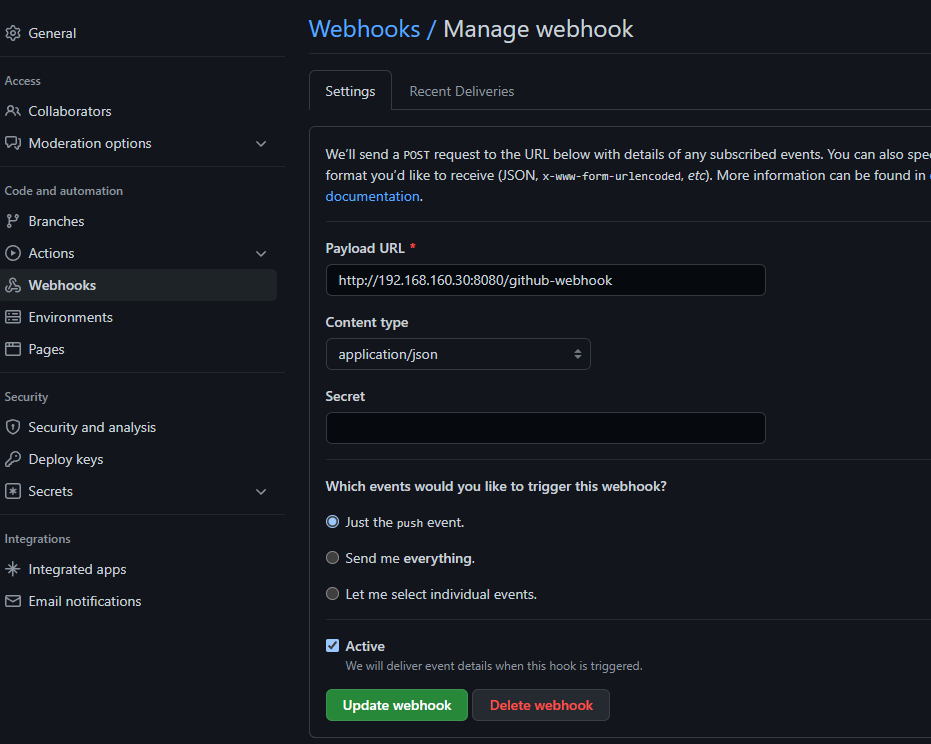 General
Access
Collaborators
Moderation options
Code and automation
Branches
Actions
Webhooks
Environments
Pages
Security
Security and analysis
Deploy keys
Secrets
Integrations
Integrated apps
Email notifications
Webhooks / Manage webhook
Settings
Recent Deliveries
We'll send a POST request to the URL below with details of any subscribed events. You can also spe
format you'd like to receive (JSON, x-www-form-urlencoded, etc). More information can be found in
documentation.
Payload URL *
http://192.168.160.30:8080/github-webhook
Content type
application/json
Secret
Which events would you like to trigger this webhook?
Just the push event.
Send me everything.
Let me select individual events.
Active
We will deliver event details when this hook is triggered.
Update webhook
Delete webhook